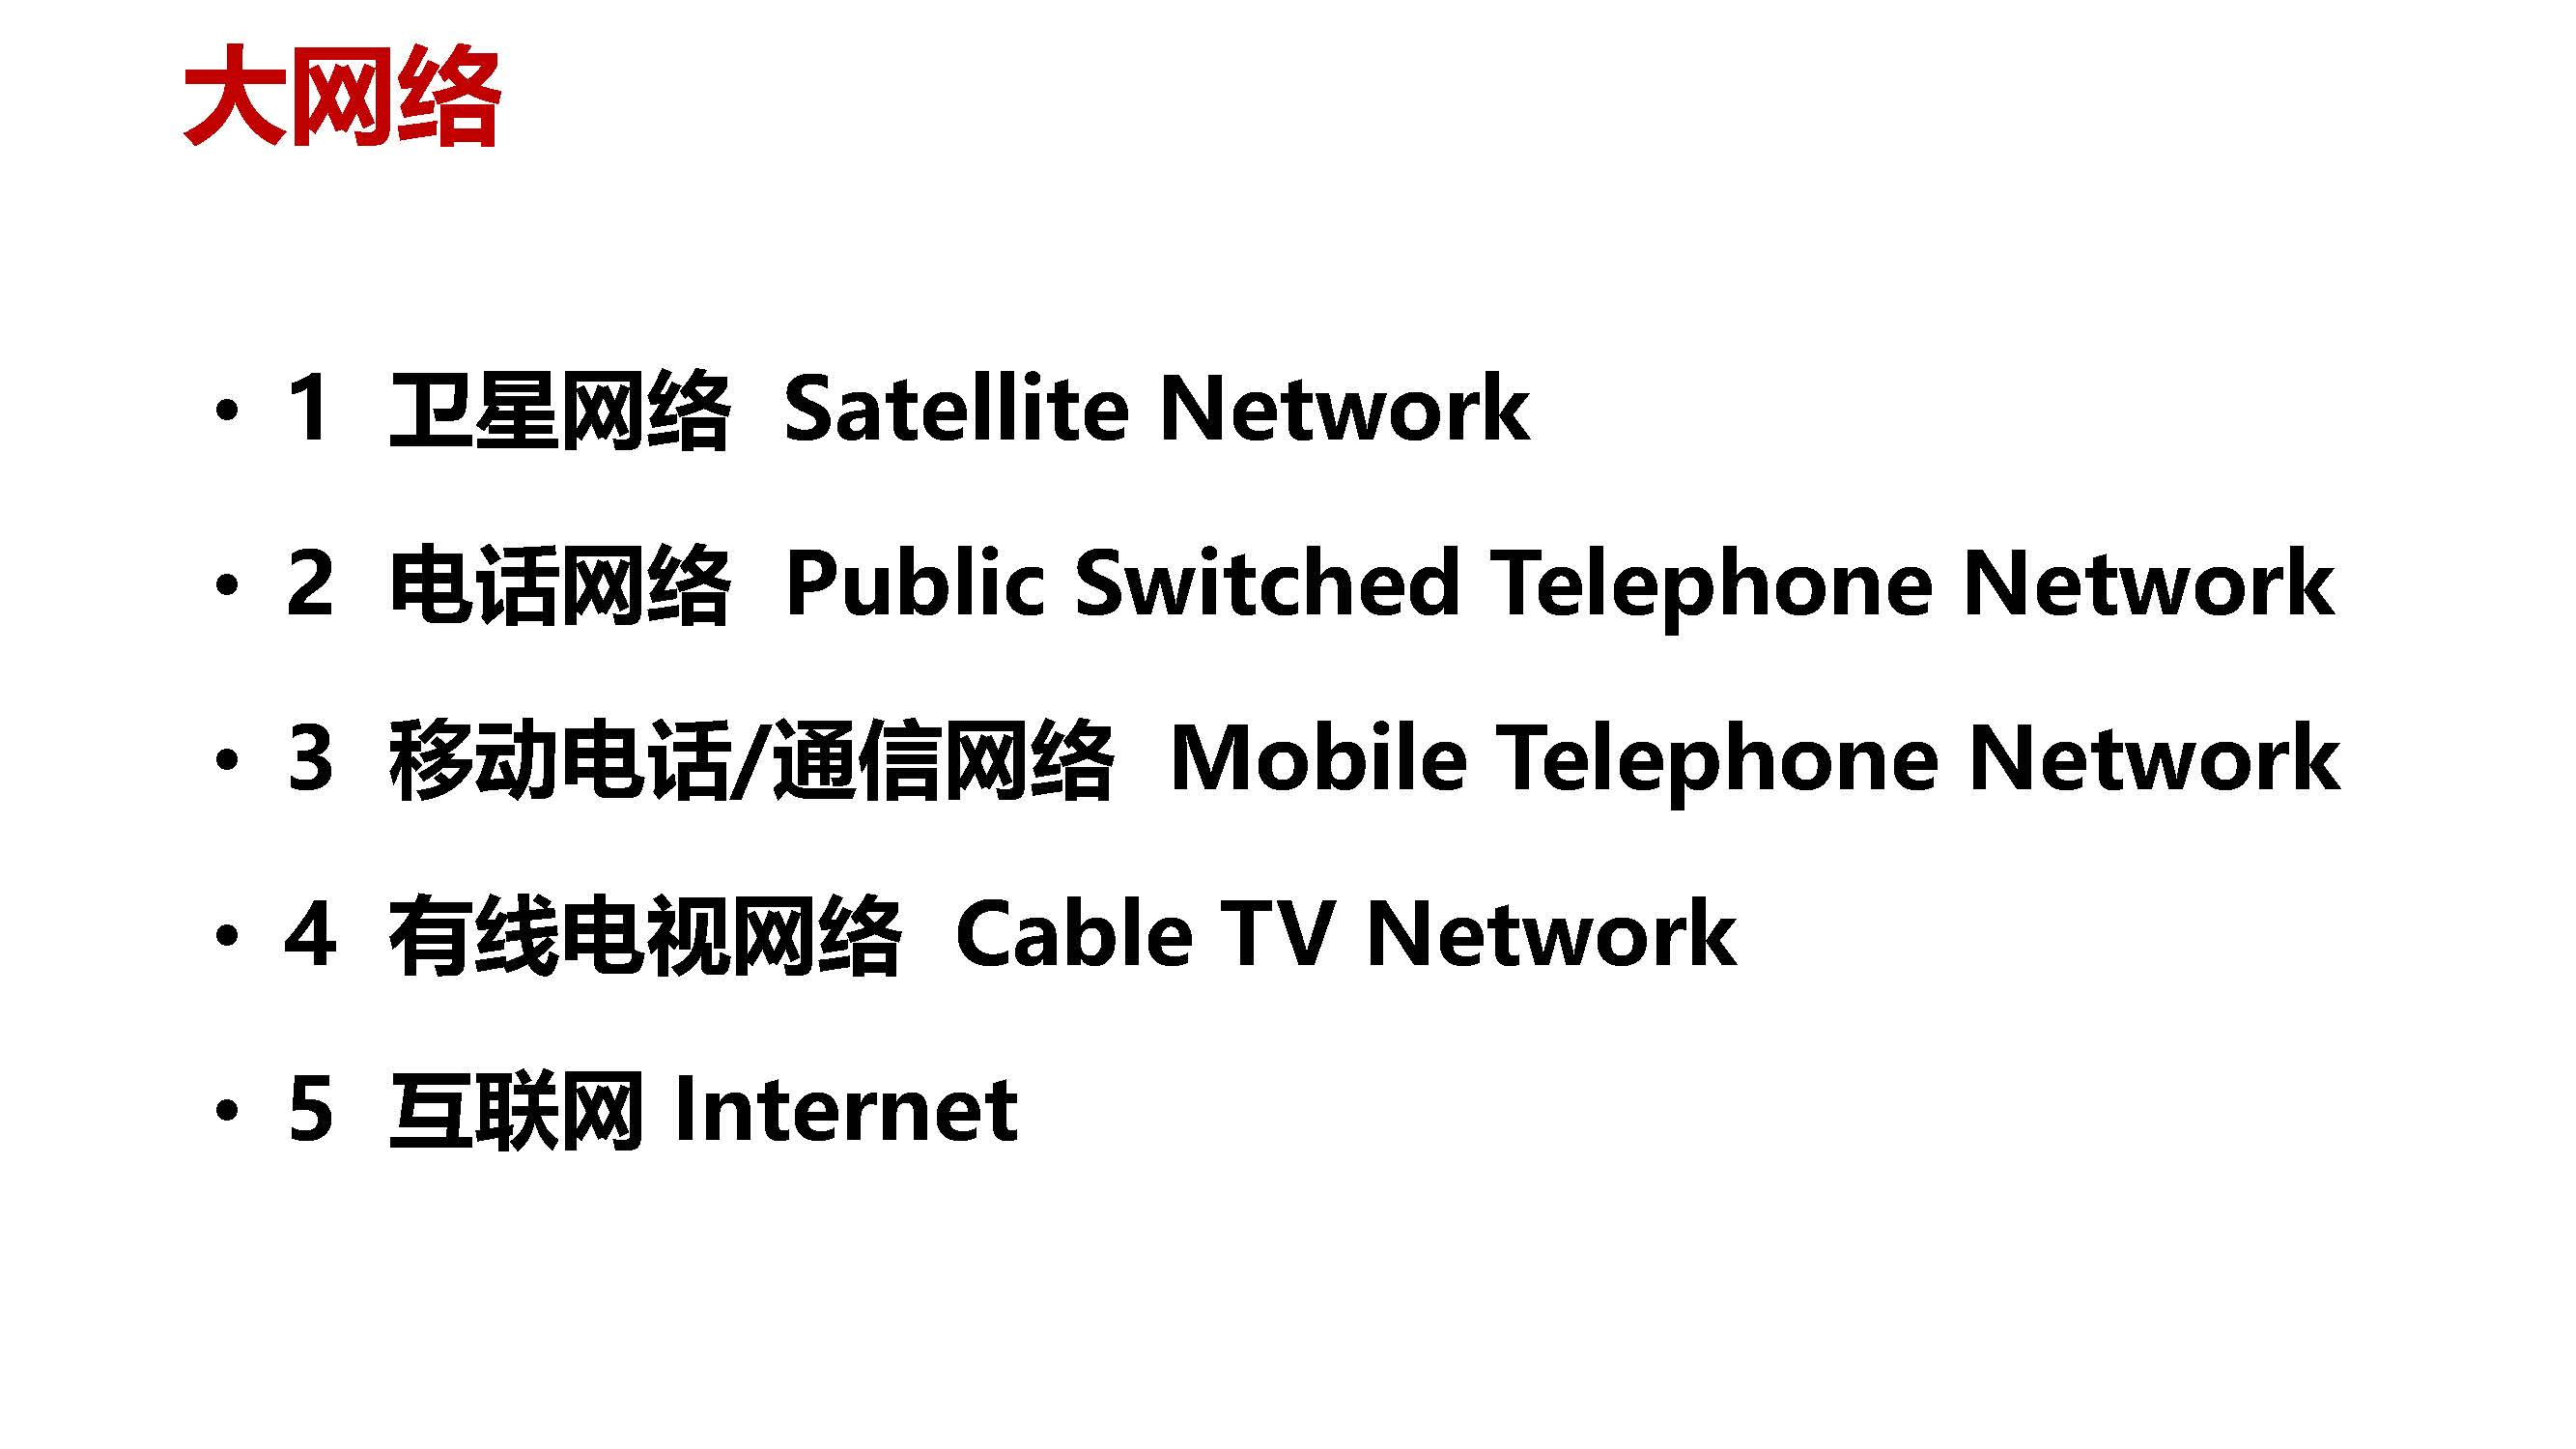 大网络
• 1 卫星网络 Satellite Network
• 2 电话网络 Public Switched Telephone Network
• 3 移动电话/通信网络 Mobile Telephone Network
• 4 有线电视网络 Cable TV Network
• 5 互联网 Internet